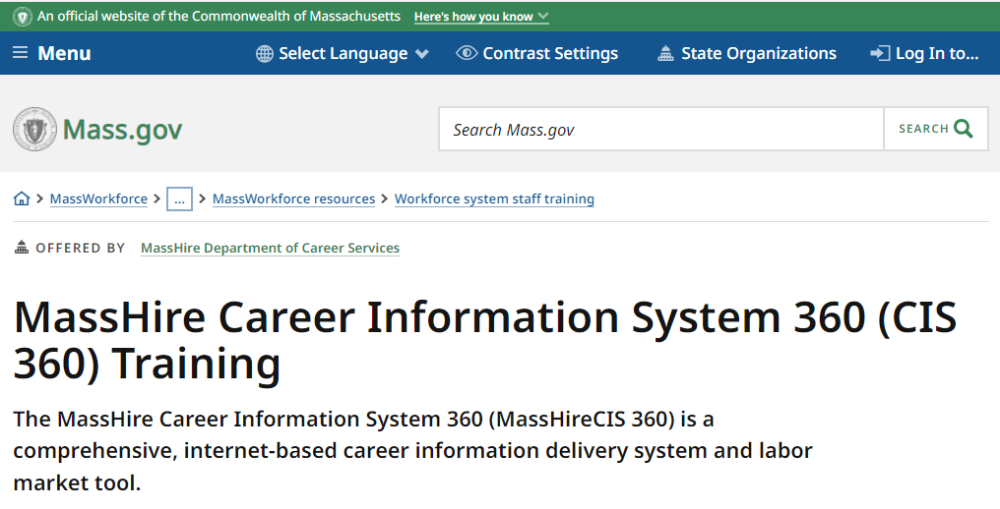 An official website of the Commonwealth of Massachusetts Here's how you know
Menu Select Language Contrast Settings State Organizations Log In to...
Mass.gov Search Mass.gov SEARCH
MassWorkforce ... MassWorkforce resources Workforce system staff training
OFFERED BY MassHire Department of Career Services
MassHire Career Information System 360 (CIS
360) Training
The MassHire Career Information System 360 (MassHireCIS 360) is a
comprehensive, internet-based career information delivery system and labor
market tool.